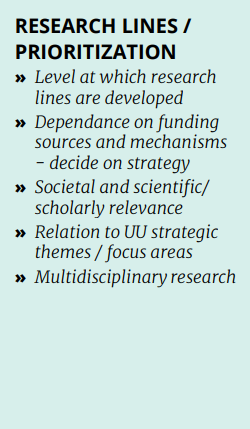 RESEARCH LINES /
PRIORITIZATION
» Level at which research
lines are developed
» Dependance on funding
sources and mechanisms
– decide on strategy
» Societal and scientific/
scholarly relevance
» Relation to UU strategic
themes / focus areas
» Multidisciplinary research